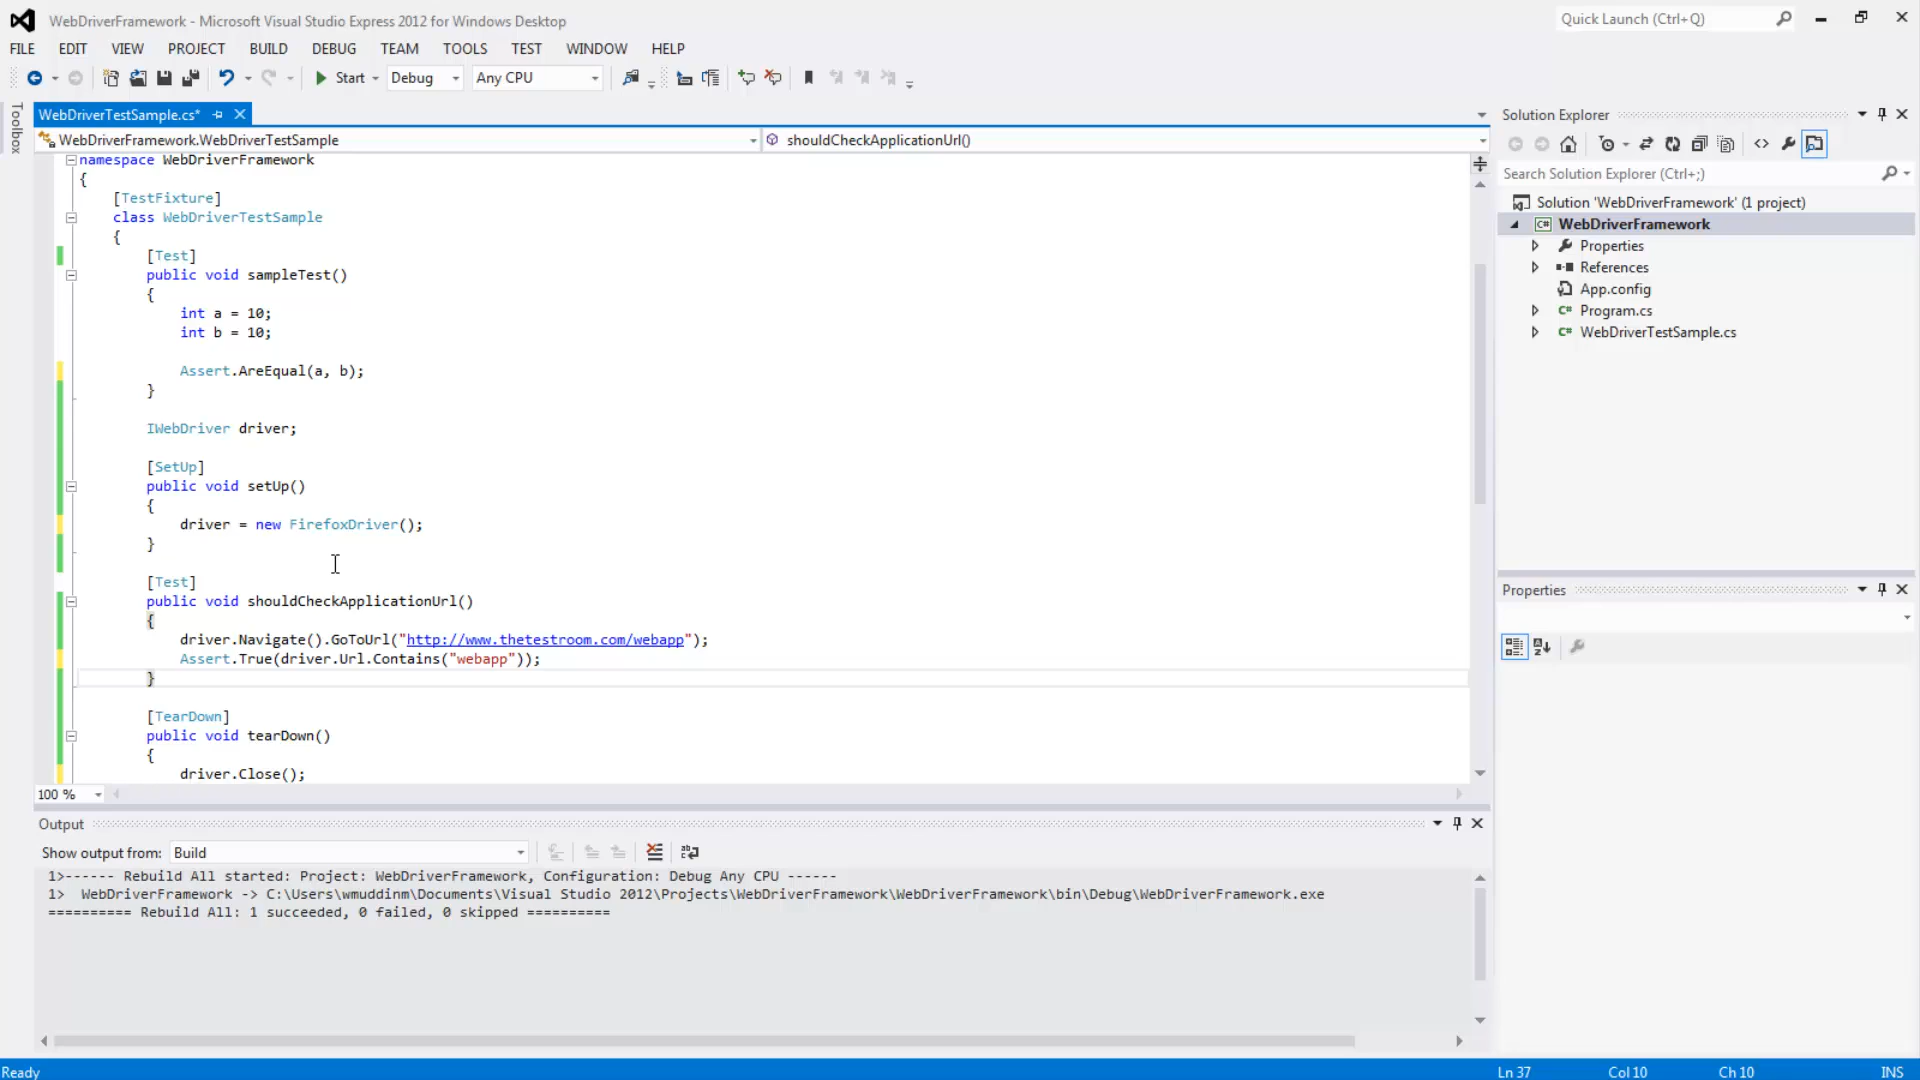 WebDriverFramework - Microsoft Visual Studio Express 2012 for Windows Desktop
Quick Launch (Ctrl+Q)
FILE EDIT VIEW PROJECT BUILD DEBUG TEAM TOOLS TEST WINDOW HELP
Start Debug Any CPU
Toolbox
WebDriverTestSample.cs*
WebDriverFramework.WebDriverTestSample
shouldCheckApplicationUrl()
namespace WebDriverFramework
{
[TestFixture]
class WebDriverTestSample
{
[Test]
public void sampleTest()
{
int a = 10;
int b = 10;
Assert.AreEqual(a, b);
}
IWebDriver driver;
[SetUp]
public void setUp()
{
driver = new FirefoxDriver();
}
[Test]
public void shouldCheckApplicationUrl()
{
driver.Navigate().GoToUrl("http://www.thetestroom.com/webapp");
Assert.True(driver.Url.Contains("webapp"));
}
[TearDown]
public void tearDown()
{
driver.Close();
100 %
Solution Explorer
Search Solution Explorer (Ctrl+;)
Solution 'WebDriverFramework' (1 project)
C# WebDriverFramework
Properties
References
App.config
C# Program.cs
C# WebDriverTestSample.cs
Properties
Output
Show output from: Build
1>------ Rebuild All started: Project: WebDriverFramework, Configuration: Debug Any CPU ------
1>  WebDriverFramework -> C:\Users\wmuddinm\Documents\Visual Studio 2012\Projects\WebDriverFramework\WebDriverFramework\bin\Debug\WebDriverFramework.exe
========== Rebuild All: 1 succeeded, 0 failed, 0 skipped ==========
Ready
Ln 37 Col 10 Ch 10 INS